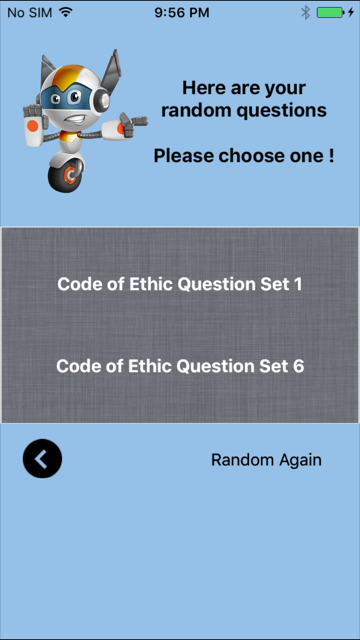 No SIM 9:56 PM
Here are your
random questions
Please choose one !
Code of Ethic Question Set 1
Code of Ethic Question Set 6
Random Again